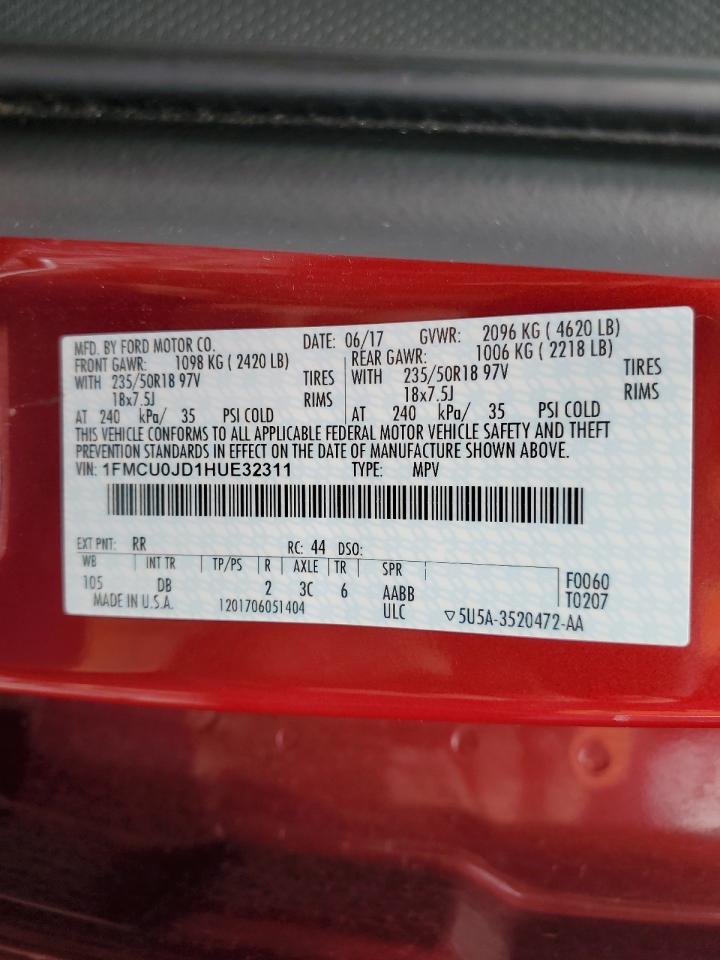 MFD. BY FORD MOTOR CO. DATE: 06/17 GVWR: 2096 KG ( 4620 LB)
FRONT GAWR: 1098 KG ( 2420 LB) REAR GAWR: 1006 KG ( 2218 LB)
WITH 235/50R18 97V TIRES WITH 235/50R18 97V TIRES
18x7.5J RIMS 18x7.5J RIMS
AT 240 kPa/ 35 PSI COLD AT 240 kPa/ 35 PSI COLD
THIS VEHICLE CONFORMS TO ALL APPLICABLE FEDERAL MOTOR VEHICLE SAFETY AND THEFT
PREVENTION STANDARDS IN EFFECT ON THE DATE OF MANUFACTURE SHOWN ABOVE.
VIN: 1FMCU0JD1HUE32311 TYPE: MPV
EXT PNT: RR RC: 44 DSO:
WB INT TR TP/PS R AXLE TR SPR
105 DB 2 3C 6 AABB F0060
MADE IN U.S.A. 1201706051404 ULC T0207
▽5U5A-3520472-AA